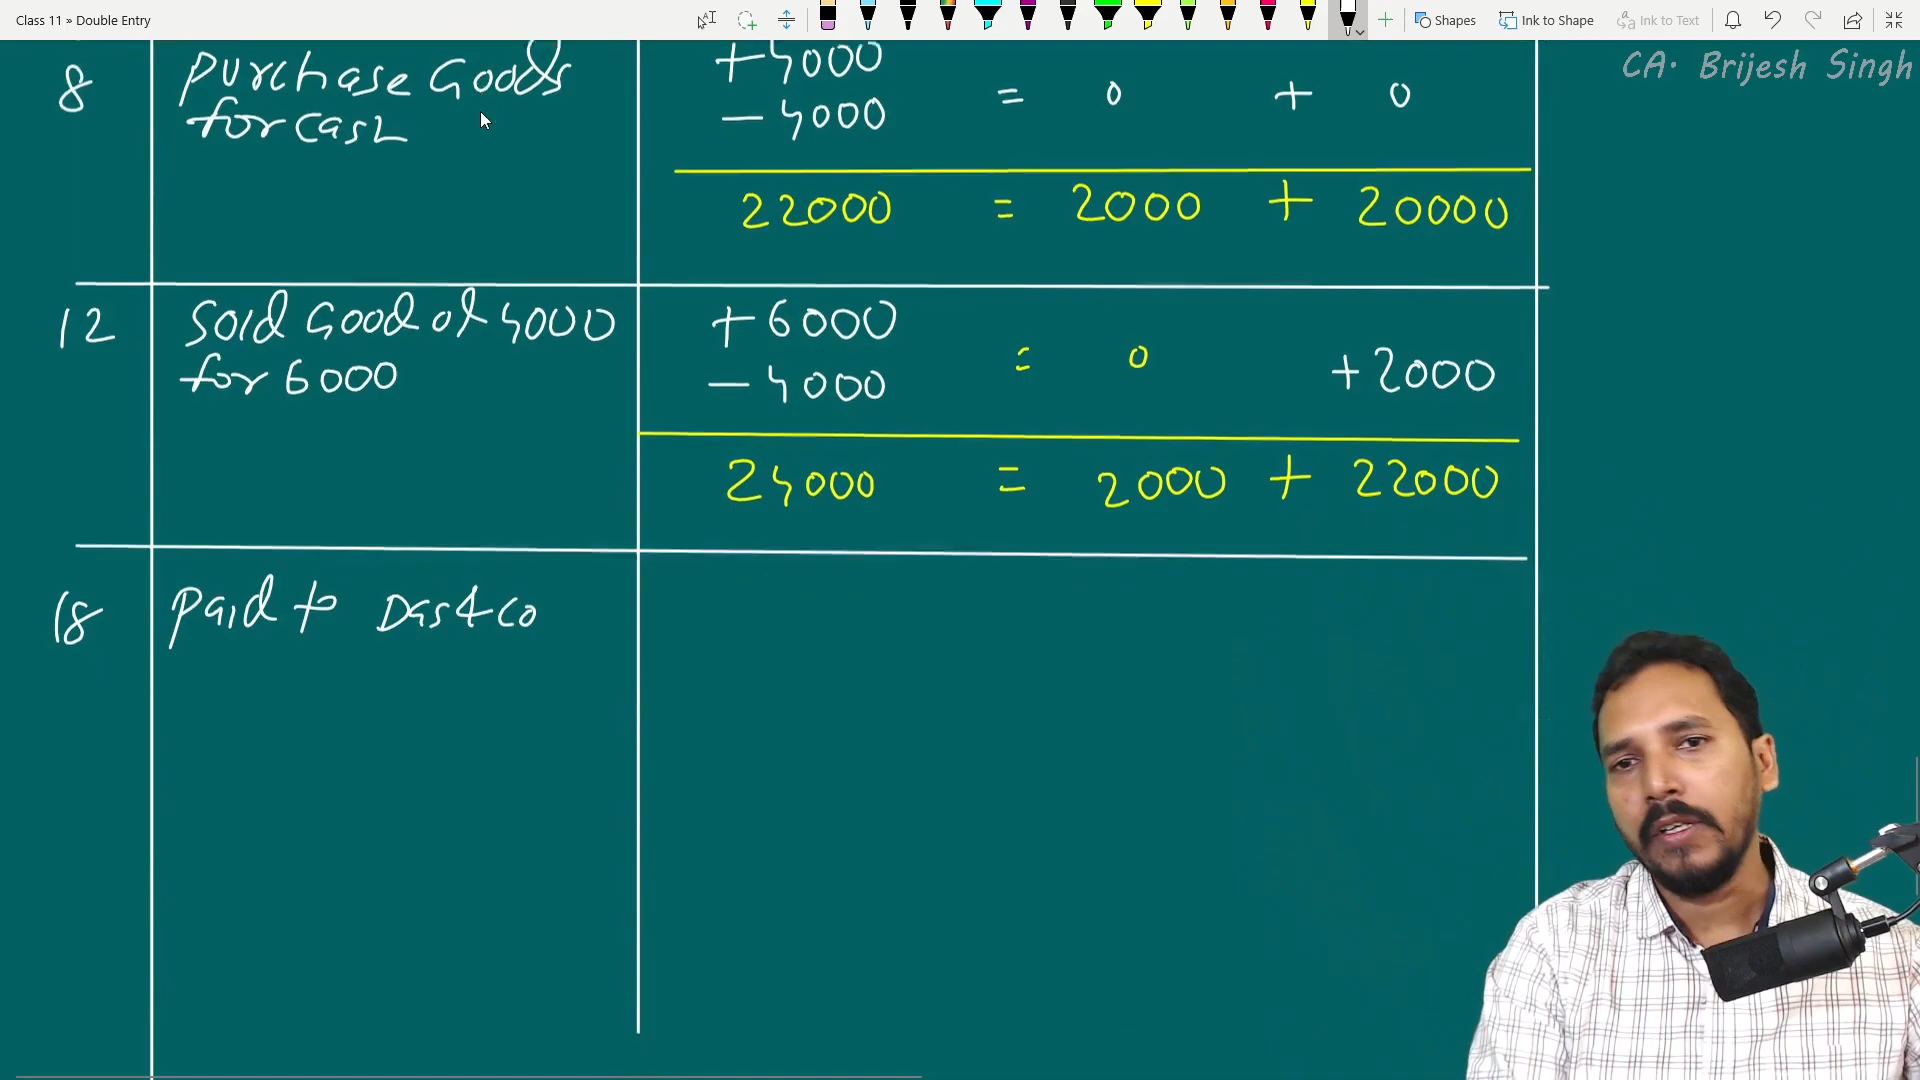 Class 11 » Double Entry
Shapes
Ink to Shape
Ink to Text
CA. Brijesh Singh
8 Purchase Goods +4000
for Cash - 4000 = 0 + 0
22000 = 2000 + 20000
12 Sold Good of 4000 +6000
for 6000 - 4000 = 0 +2000
24000 = 2000 + 22000
18 Paid to Das & Co